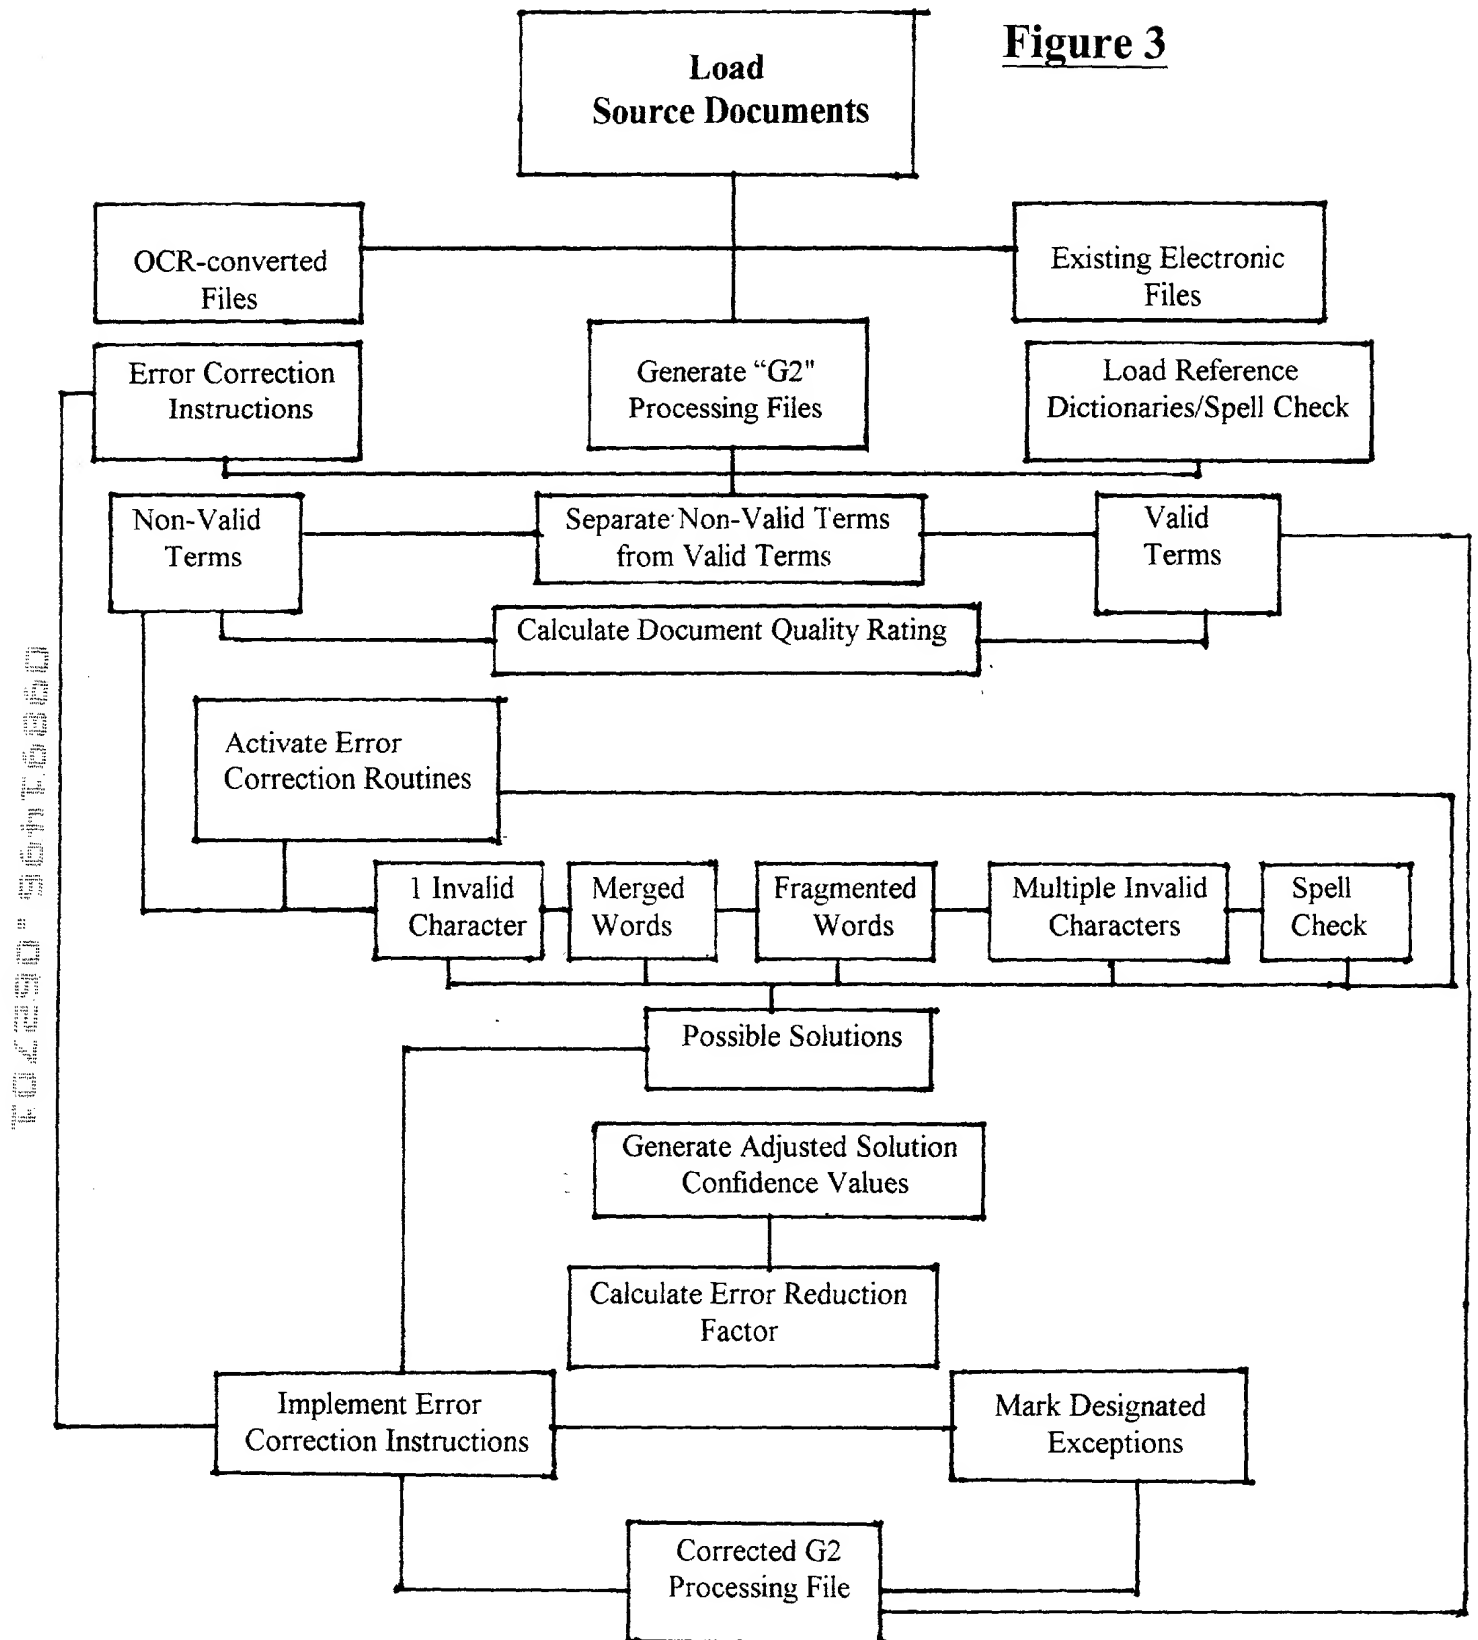 Figure 3
Load
Source Documents
OCR-converted
Files
Existing Electronic
Files
Error Correction
Instructions
Generate “G2"
Processing Files
Load Reference
Dictionaries/Spell Check
Non-Valid
Terms
Separate Non-Valid Terms
from Valid Terms
Valid
Terms
Calculate Document Quality Rating
Activate Error
Correction Routines
1 Invalid
Character
Merged
Words
Fragmented
Words
Multiple Invalid
Characters
Spell
Check
Possible Solutions
Generate Adjusted Solution
Confidence Values
Calculate Error Reduction
Factor
Implement Error
Correction Instructions
Mark Designated
Exceptions
Corrected G2
Processing File